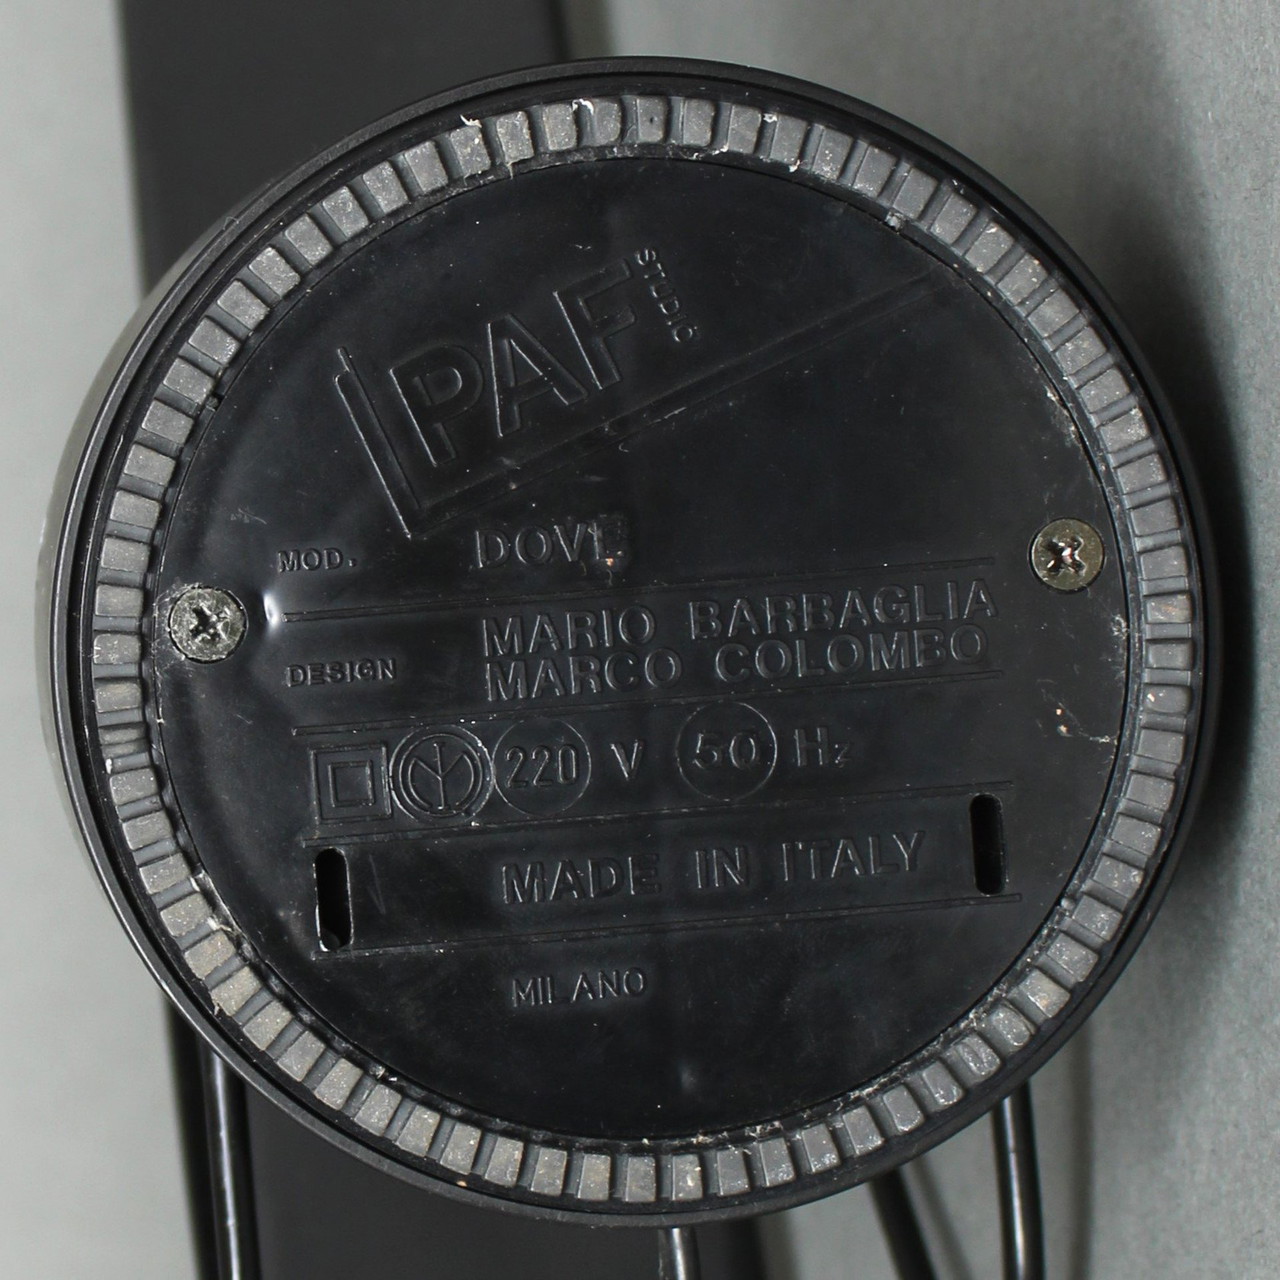 PAF STUDIO
MOD. DOVE
DESIGN MARIO BARBAGLIA
MARCO COLOMBO
220 V 50 Hz
MADE IN ITALY
MILANO